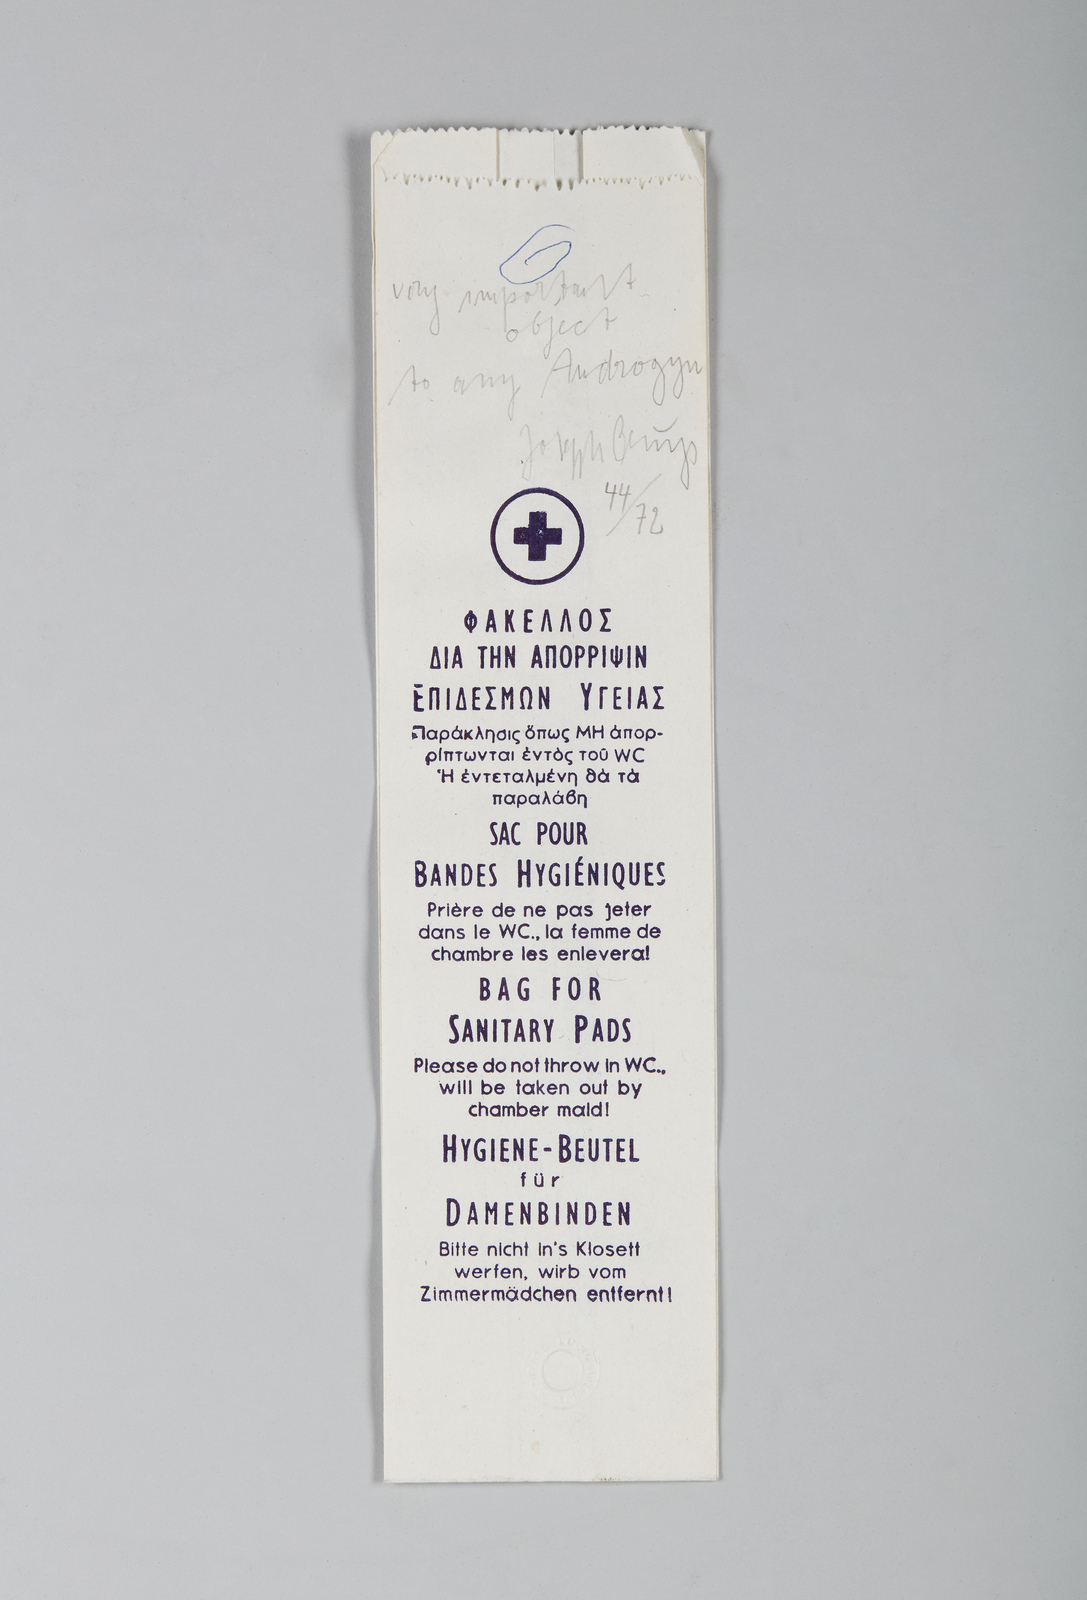 very important
object
to any Androgyn
Joseph Beuys
44/72
ΦΑΚΕΛΛΟΣ
ΔΙΑ ΤΗΝ ΑΠΟΡΡΙΨΙΝ
ΕΠΙΔΕΣΜΩΝ ΥΓΕΙΑΣ
Παράκλησις ὅπως ΜΗ ἀπορ-
ρίπτωνται ἐντὸς τοῦ WC
Ἡ ἐντεταλμένη θὰ τὰ
παραλάβη
SAC POUR
BANDES HYGIÉNIQUES
Prière de ne pas jeter
dans le WC., la femme de
chambre les enlevera!
BAG FOR
SANITARY PADS
Please do not throw in WC.,
will be taken out by
chamber maid!
HYGIENE-BEUTEL
für
DAMENBINDEN
Bitte nicht in's Klosett
werfen, wirb vom
Zimmermädchen entfernt!